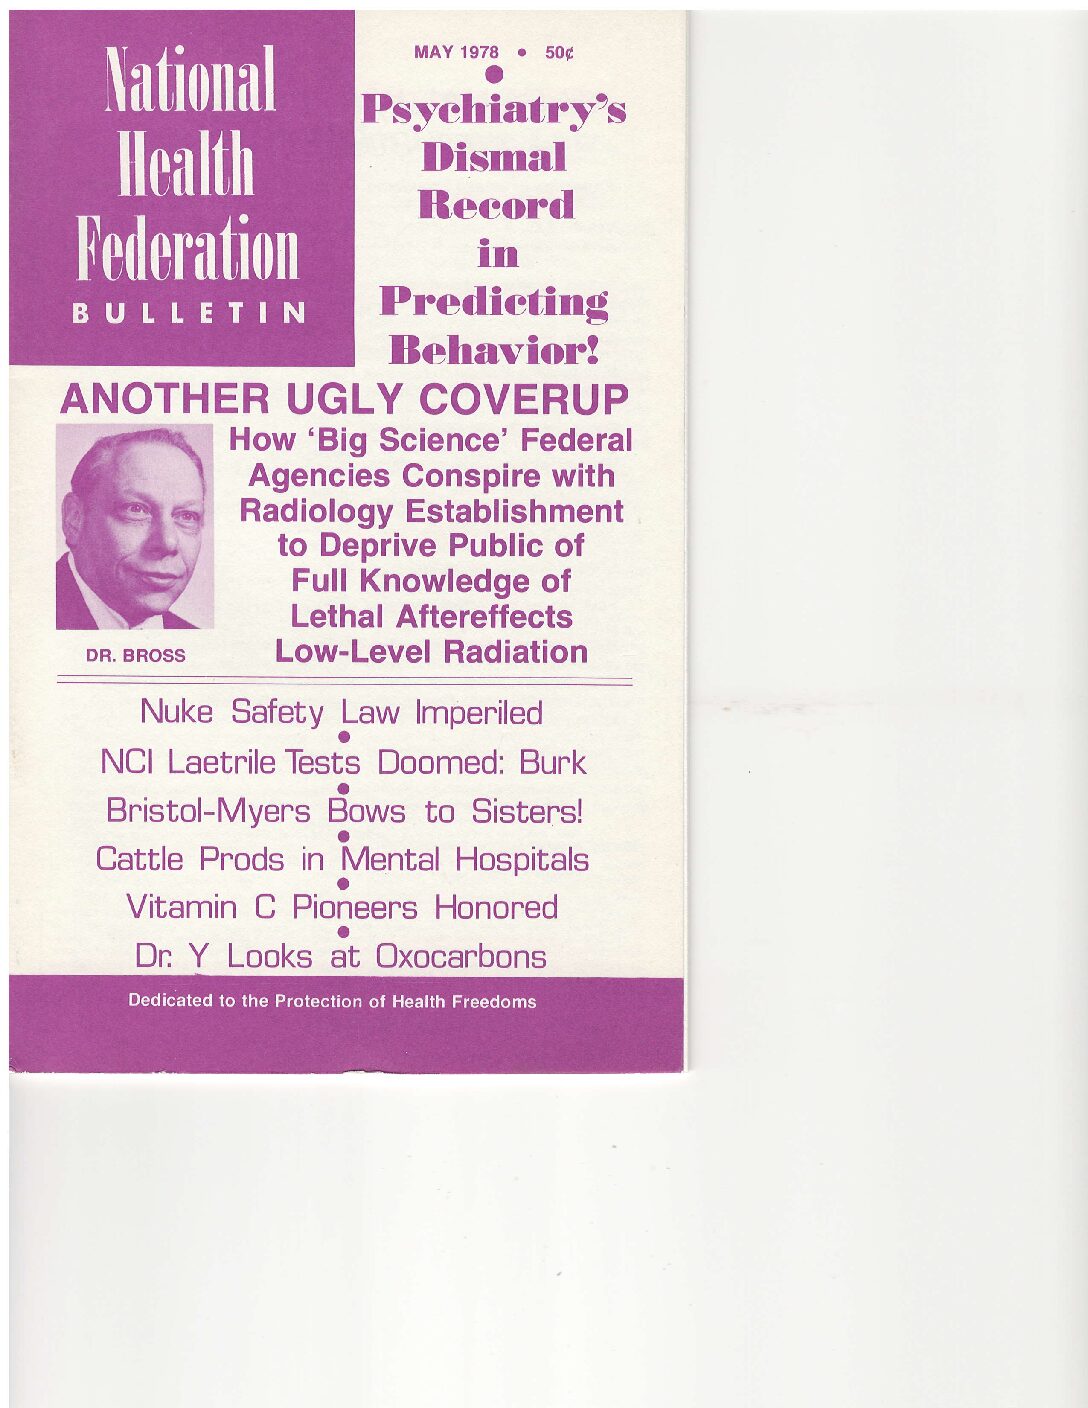 National
Health
Federation
BULLETIN
MAY 1978 • 50¢
Psychiatry's
Dismal
Record
in
Predicting
Behavior!
ANOTHER UGLY COVERUP
How 'Big Science' Federal
Agencies Conspire with
Radiology Establishment
to Deprive Public of
Full Knowledge of
Lethal Aftereffects
Low-Level Radiation
DR. BROSS
Nuke Safety Law Imperiled
NCI Laetrile Tests Doomed: Burk
Bristol-Myers Bows to Sisters!
Cattle Prods in Mental Hospitals
Vitamin C Pioneers Honored
Dr. Y Looks at Oxocarbons
Dedicated to the Protection of Health Freedoms